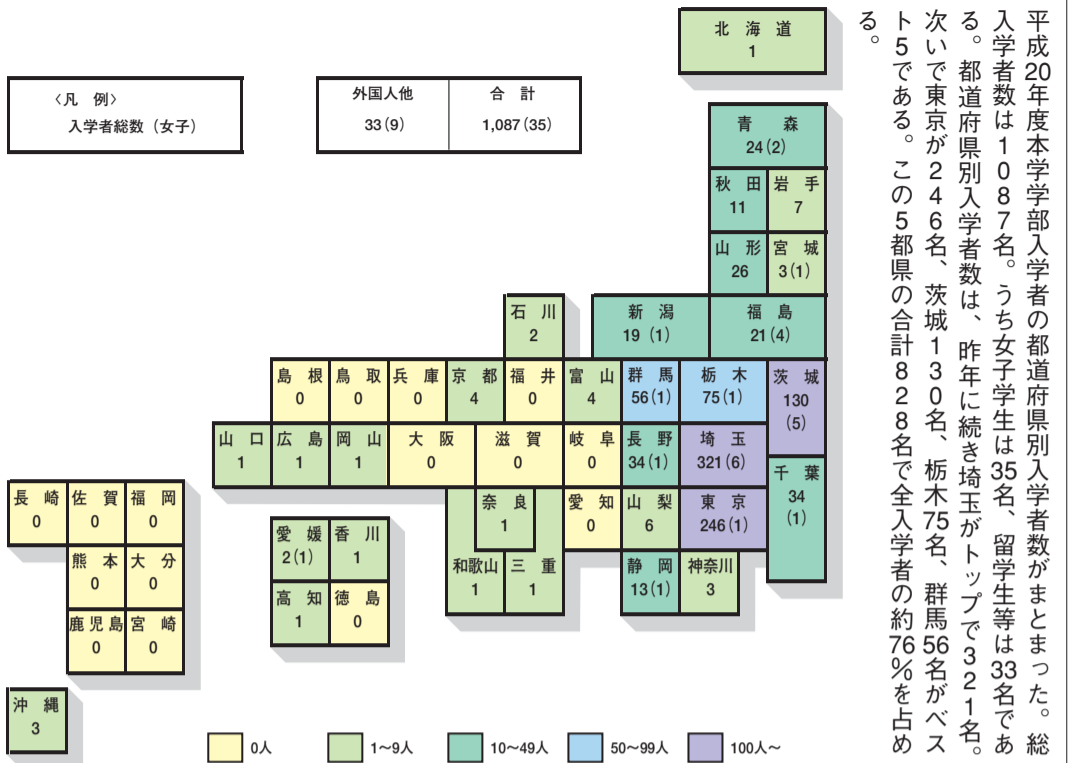 平成20年度本学学部入学者の都道府県別入学者数がまとまった。総
入学者数は1087名。うち女子学生は35名、留学生等は33名であ
る。都道府県別入学者数は、昨年に続き埼玉がトップで321名。
次いで東京が246名、茨城130名、栃木75名、群馬56名がベス
ト5である。この5都県の合計828名で全入学者の約76%を占め
る。
北海道
1
〈凡 例〉
入学者総数（女子）
外国人他
33(9)
合 計
1,087(35)
青 森
24(2)
秋 田
11
岩 手
7
山 形
26
宮 城
3(1)
石 川
2
新 潟
19 (1)
福 島
21(4)
島 根
0
鳥 取
0
兵 庫
0
京 都
4
福 井
0
富 山
4
群 馬
56(1)
栃 木
75(1)
茨 城
130
(5)
山 口
1
広 島
1
岡 山
1
大 阪
0
滋 賀
0
岐 阜
0
長 野
34(1)
埼 玉
321(6)
千 葉
34
(1)
長 崎
0
佐 賀
0
福 岡
0
奈 良
1
愛 知
0
山 梨
6
東 京
246(1)
愛 媛
2(1)
香 川
1
熊 本
0
大 分
0
和歌山
1
三 重
1
静 岡
13(1)
神奈川
3
高 知
1
徳 島
0
鹿児島
0
宮 崎
0
沖 縄
3
0人
1～9人
10～49人
50～99人
100人～